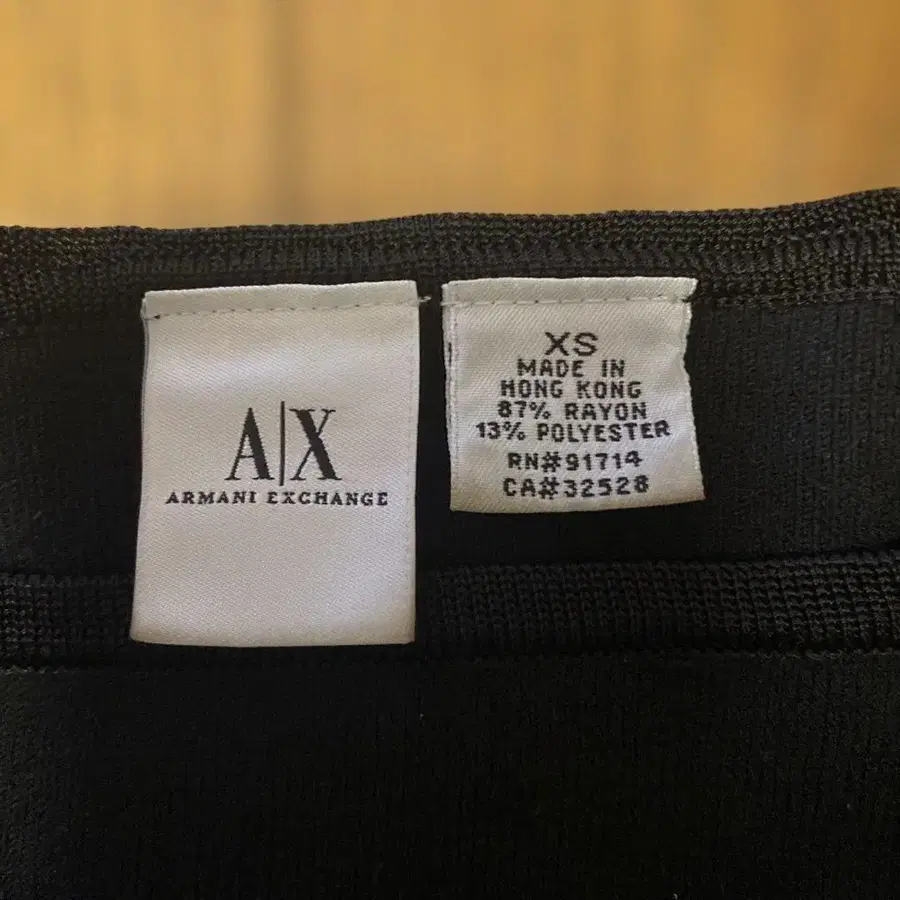 A|X
ARMANI EXCHANGE
XS
MADE IN
HONG KONG
87% RAYON
13% POLYESTER
RN#91714
CA#32528